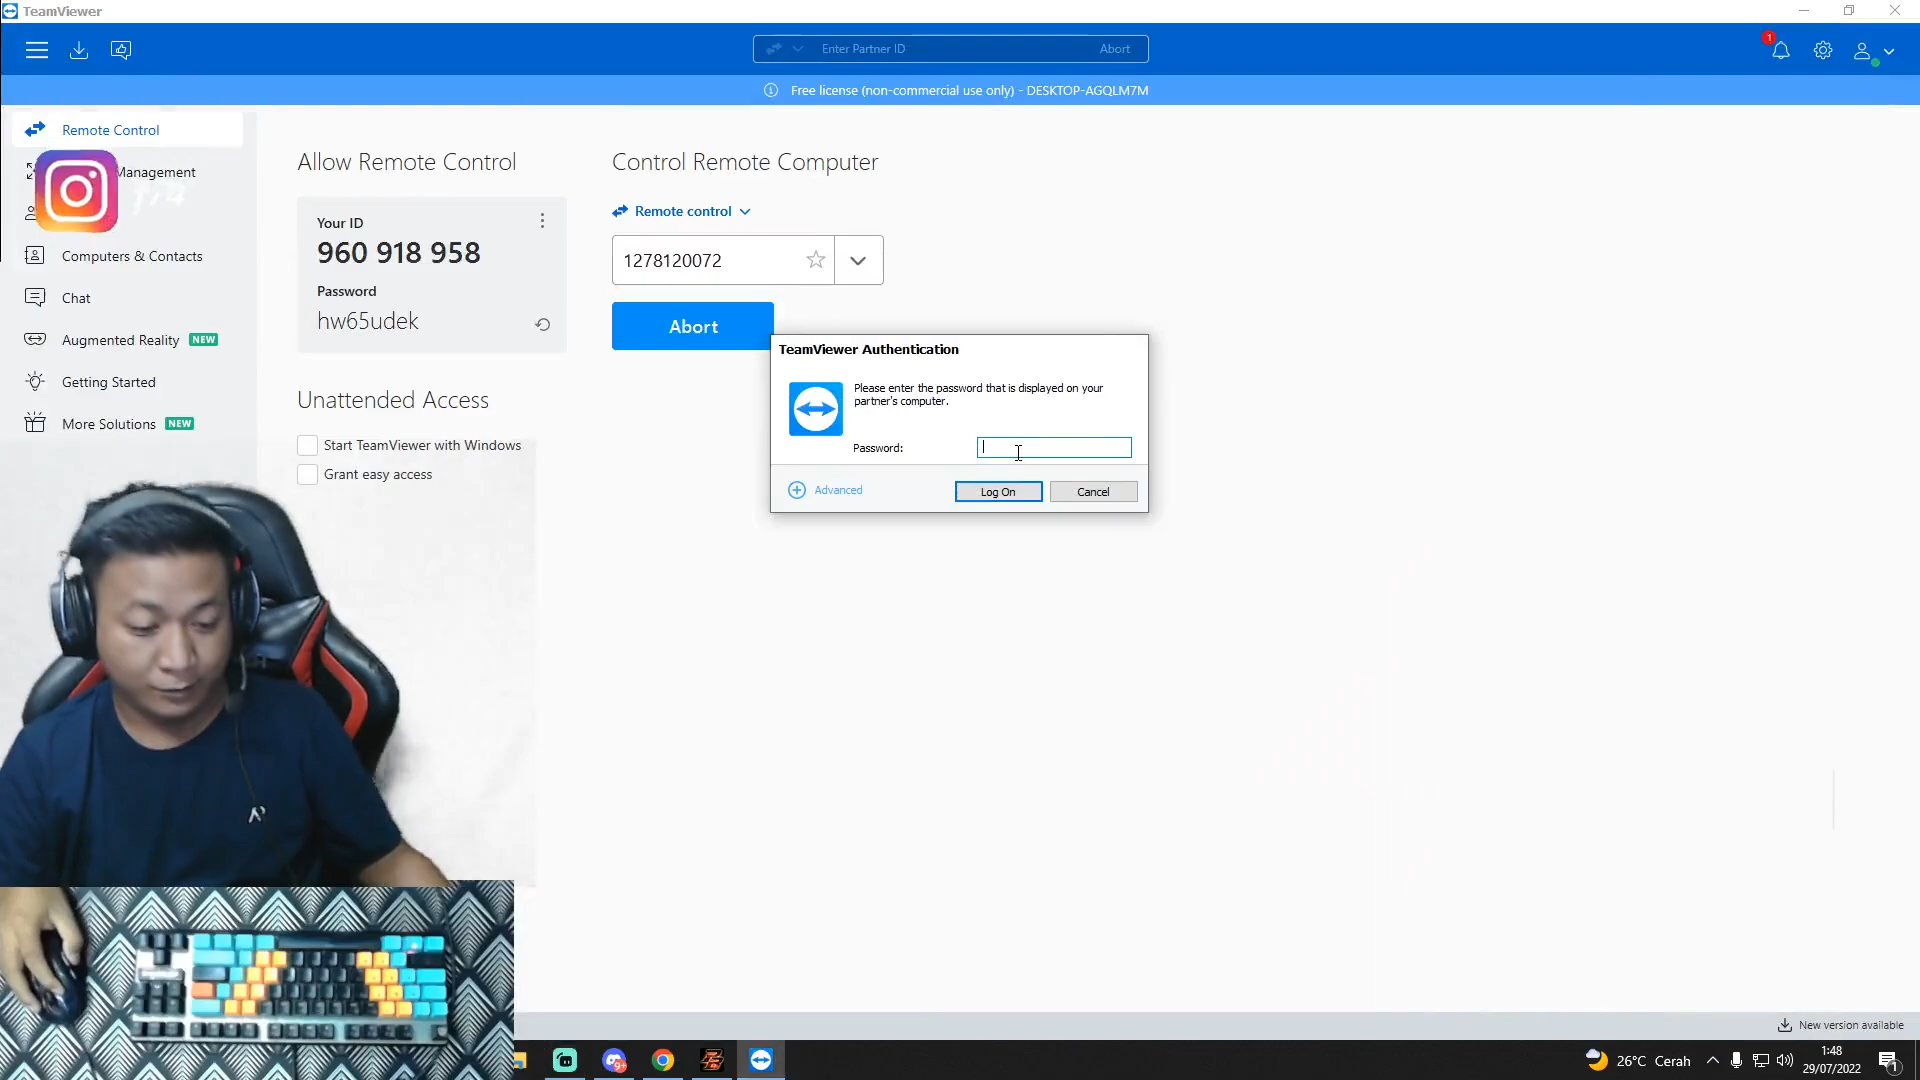 TeamViewer
Enter Partner ID
Abort
1
Free license (non-commercial use only) - DESKTOP-AGQLM7M
Remote Control
Management
Computers & Contacts
Chat
Augmented Reality NEW
Getting Started
More Solutions NEW
Allow Remote Control
Your ID
960 918 958
Password
hw65udek
Unattended Access
Start TeamViewer with Windows
Grant easy access
Control Remote Computer
Remote control
1278120072
Abort
TeamViewer Authentication
Please enter the password that is displayed on your
partner's computer.
Password:
Advanced
Log On
Cancel
New version available
9+
26°C Cerah
1:48
29/07/2022
1